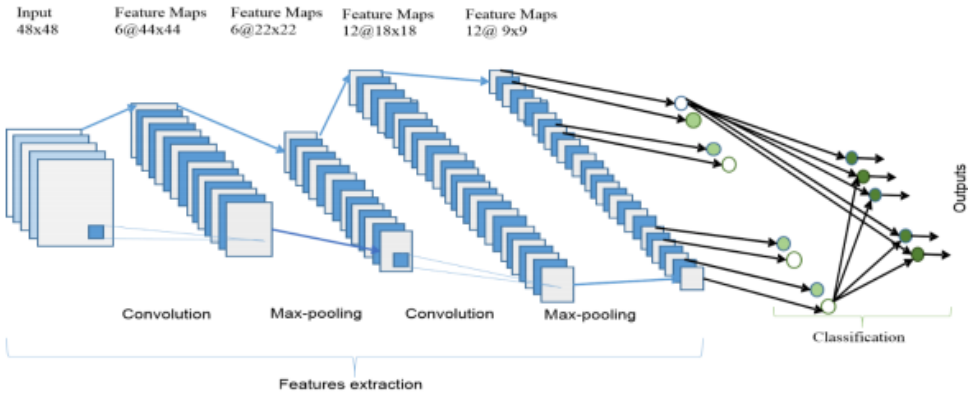 Input
48x48
Feature Maps
6@44x44
Feature Maps
6@22x22
Feature Maps
12@18x18
Feature Maps
12@ 9x9
Outputs
Convolution
Max-pooling
Convolution
Max-pooling
Classification
Features extraction